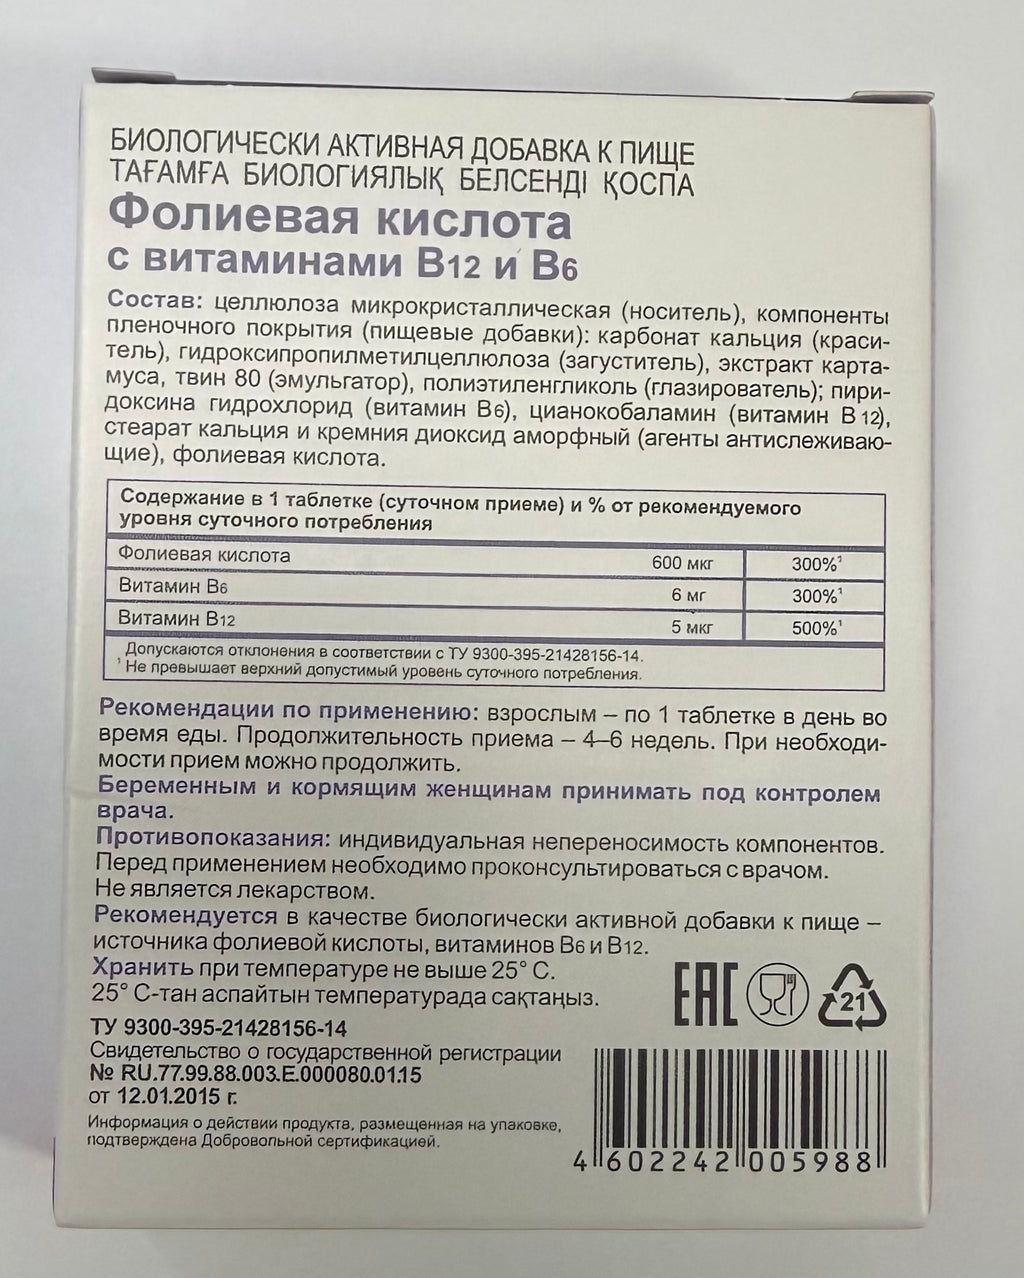 БИОЛОГИЧЕСКИ АКТИВНАЯ ДОБАВКА К ПИЩЕ
ТАҒАМҒА БИОЛОГИЯЛЫҚ БЕЛСЕНДІ ҚОСПА
Фолиевая кислота
с витаминами В12 и В6
Состав: целлюлоза микрокристаллическая (носитель), компоненты
пленочного покрытия (пищевые добавки): карбонат кальция (краси-
тель), гидроксипропилметилцеллюлоза (загуститель), экстракт карта-
муса, твин 80 (эмульгатор), полиэтиленгликоль (глазирователь); пири-
доксина гидрохлорид (витамин В6), цианокобаламин (витамин В12),
стеарат кальция и кремния диоксид аморфный (агенты антислеживаю-
щие), фолиевая кислота.
Содержание в 1 таблетке (суточном приеме) и % от рекомендуемого
уровня суточного потребления
Фолиевая кислота 600 мкг 300%¹
Витамин В6 6 мг 300%¹
Витамин В12 5 мкг 500%¹
Допускаются отклонения в соответствии с ТУ 9300-395-21428156-14.
¹ Не превышает верхний допустимый уровень суточного потребления.
Рекомендации по применению: взрослым – по 1 таблетке в день во
время еды. Продолжительность приема – 4–6 недель. При необходи-
мости прием можно продолжить.
Беременным и кормящим женщинам принимать под контролем
врача.
Противопоказания: индивидуальная непереносимость компонентов.
Перед применением необходимо проконсультироваться с врачом.
Не является лекарством.
Рекомендуется в качестве биологически активной добавки к пище –
источника фолиевой кислоты, витаминов В6 и В12.
Хранить при температуре не выше 25° С.
25° С-тан аспайтын температурада сақтаңыз.
EAC
21
ТУ 9300-395-21428156-14
Свидетельство о государственной регистрации
№ RU.77.99.88.003.Е.000080.01.15
от 12.01.2015 г.
Информация о действии продукта, размещенная на упаковке,
подтверждена Добровольной сертификацией.
4 602242 005988